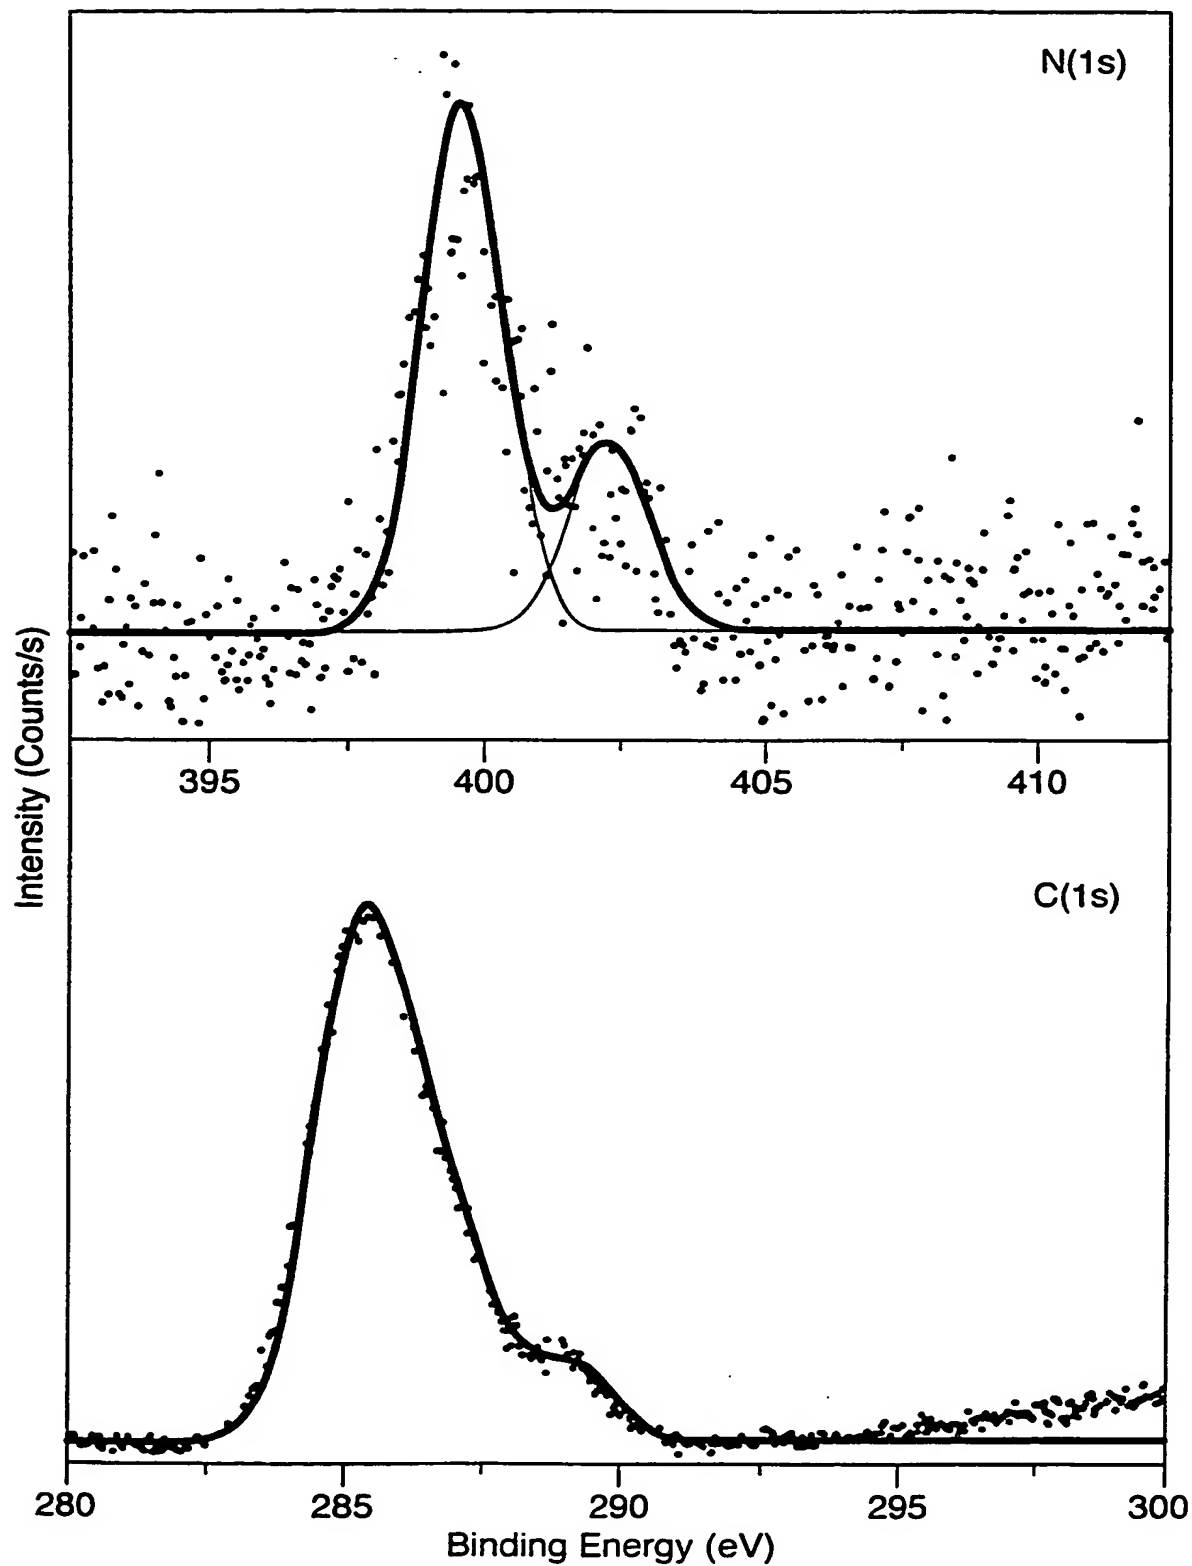 N(1s)
Intensity (Counts/s)
395 400 405 410
C(1s)
280 285 290 295 300
Binding Energy (eV)